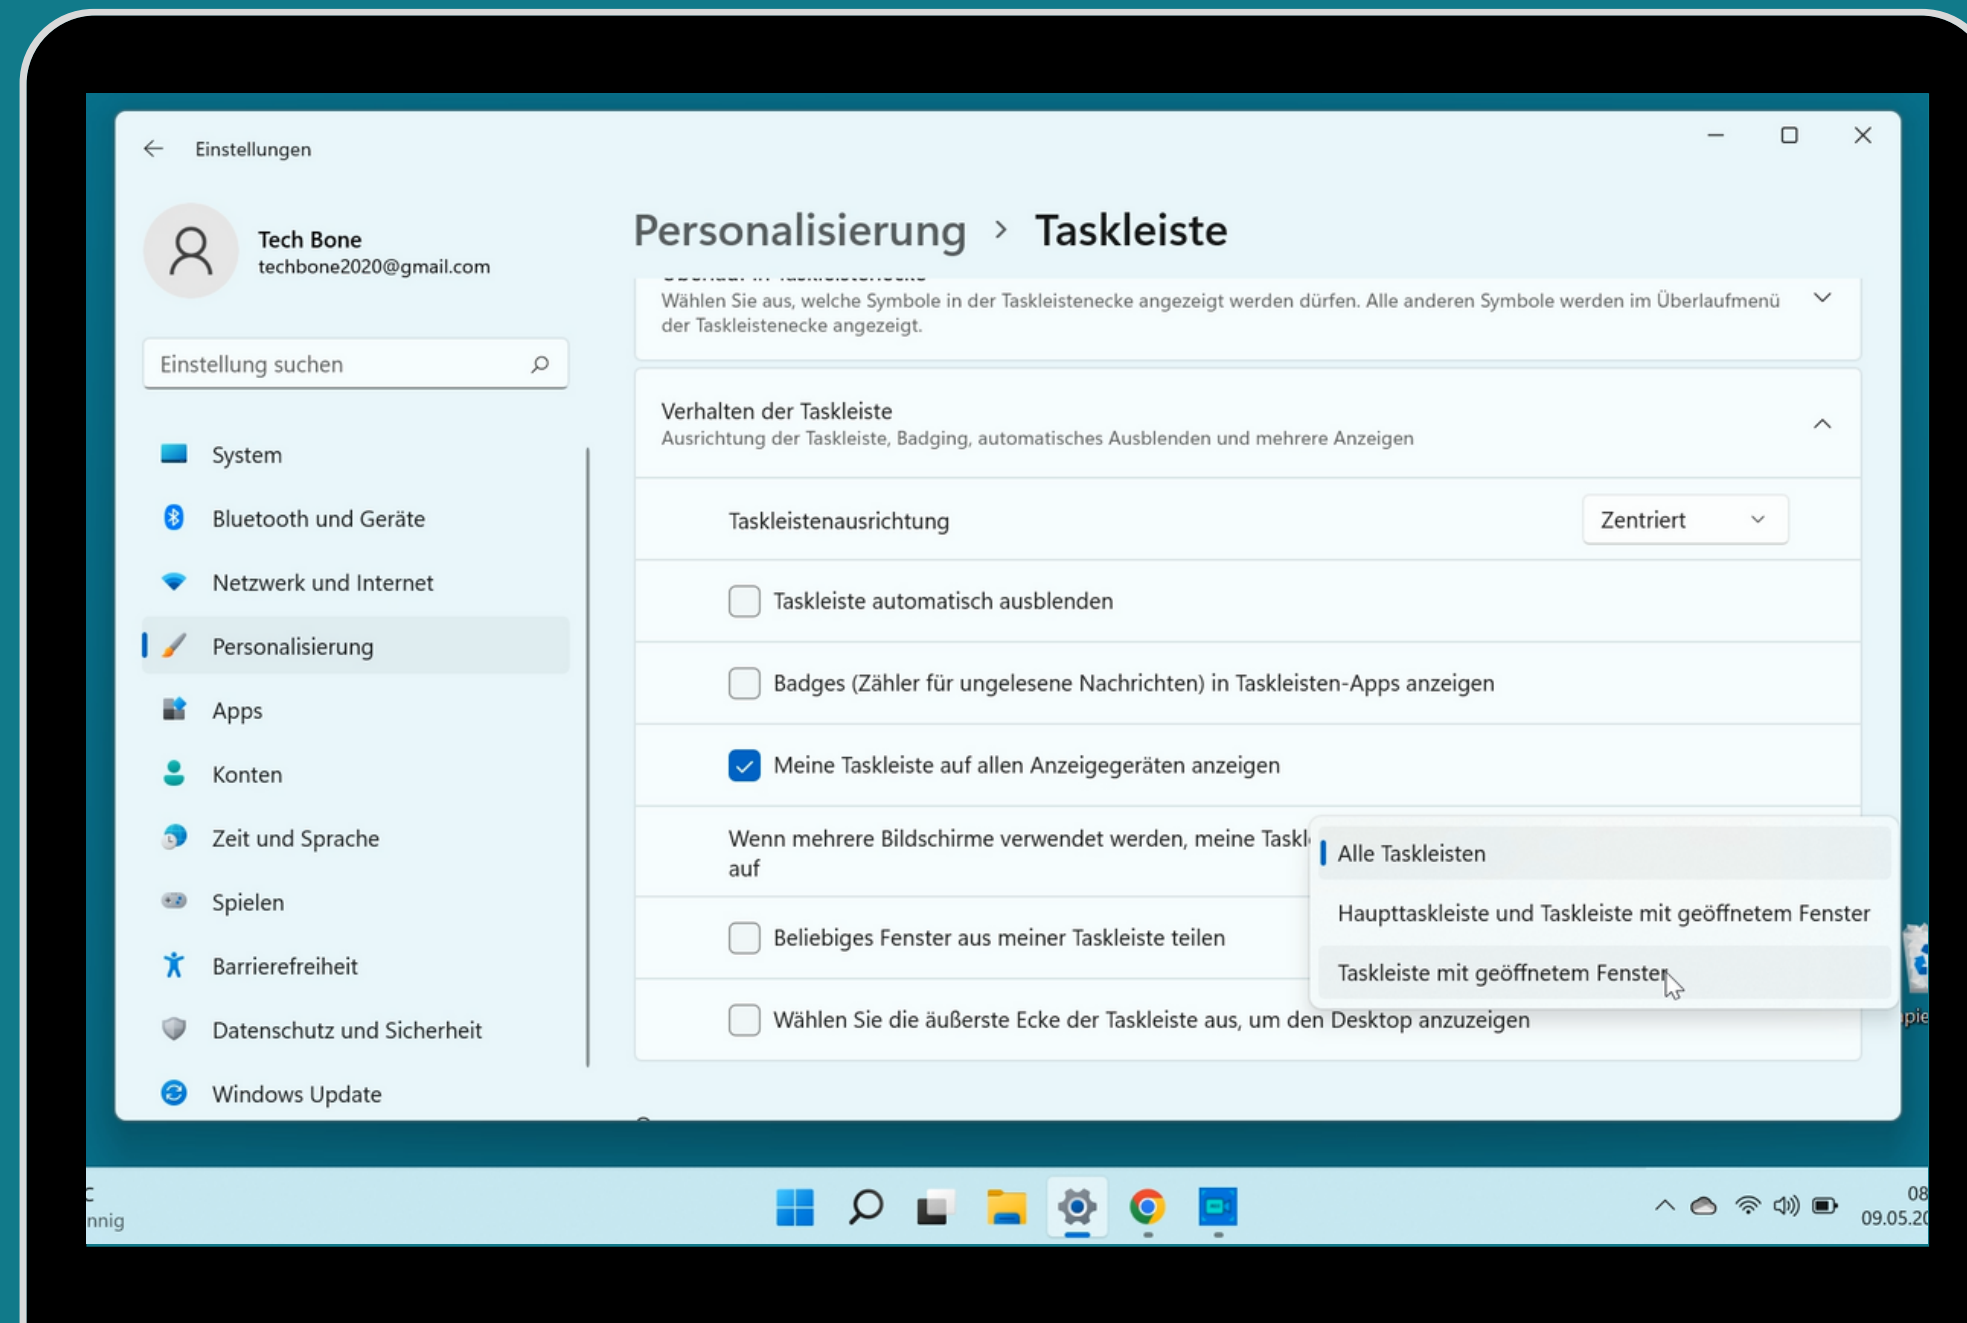 Einstellungen
Tech Bone
techbone2020@gmail.com
Einstellung suchen
System
Bluetooth und Geräte
Netzwerk und Internet
Personalisierung
Apps
Konten
Zeit und Sprache
Spielen
Barrierefreiheit
Datenschutz und Sicherheit
Windows Update
Personalisierung > Taskleiste
Wählen Sie aus, welche Symbole in der Taskleistenecke angezeigt werden dürfen. Alle anderen Symbole werden im Überlaufmenü
der Taskleistenecke angezeigt.
Verhalten der Taskleiste
Ausrichtung der Taskleiste, Badging, automatisches Ausblenden und mehrere Anzeigen
Taskleistenausrichtung
Zentriert
Taskleiste automatisch ausblenden
Badges (Zähler für ungelesene Nachrichten) in Taskleisten-Apps anzeigen
Meine Taskleiste auf allen Anzeigegeräten anzeigen
Wenn mehrere Bildschirme verwendet werden, meine
auf
Alle Taskleisten
Haupttaskleiste und Taskleiste mit geöffnetem Fenster
Taskleiste mit geöffnetem Fenster
Beliebiges Fenster aus meiner Taskleiste teilen
Wählen Sie die äußerste Ecke der Taskleiste aus, um den Desktop anzuzeigen